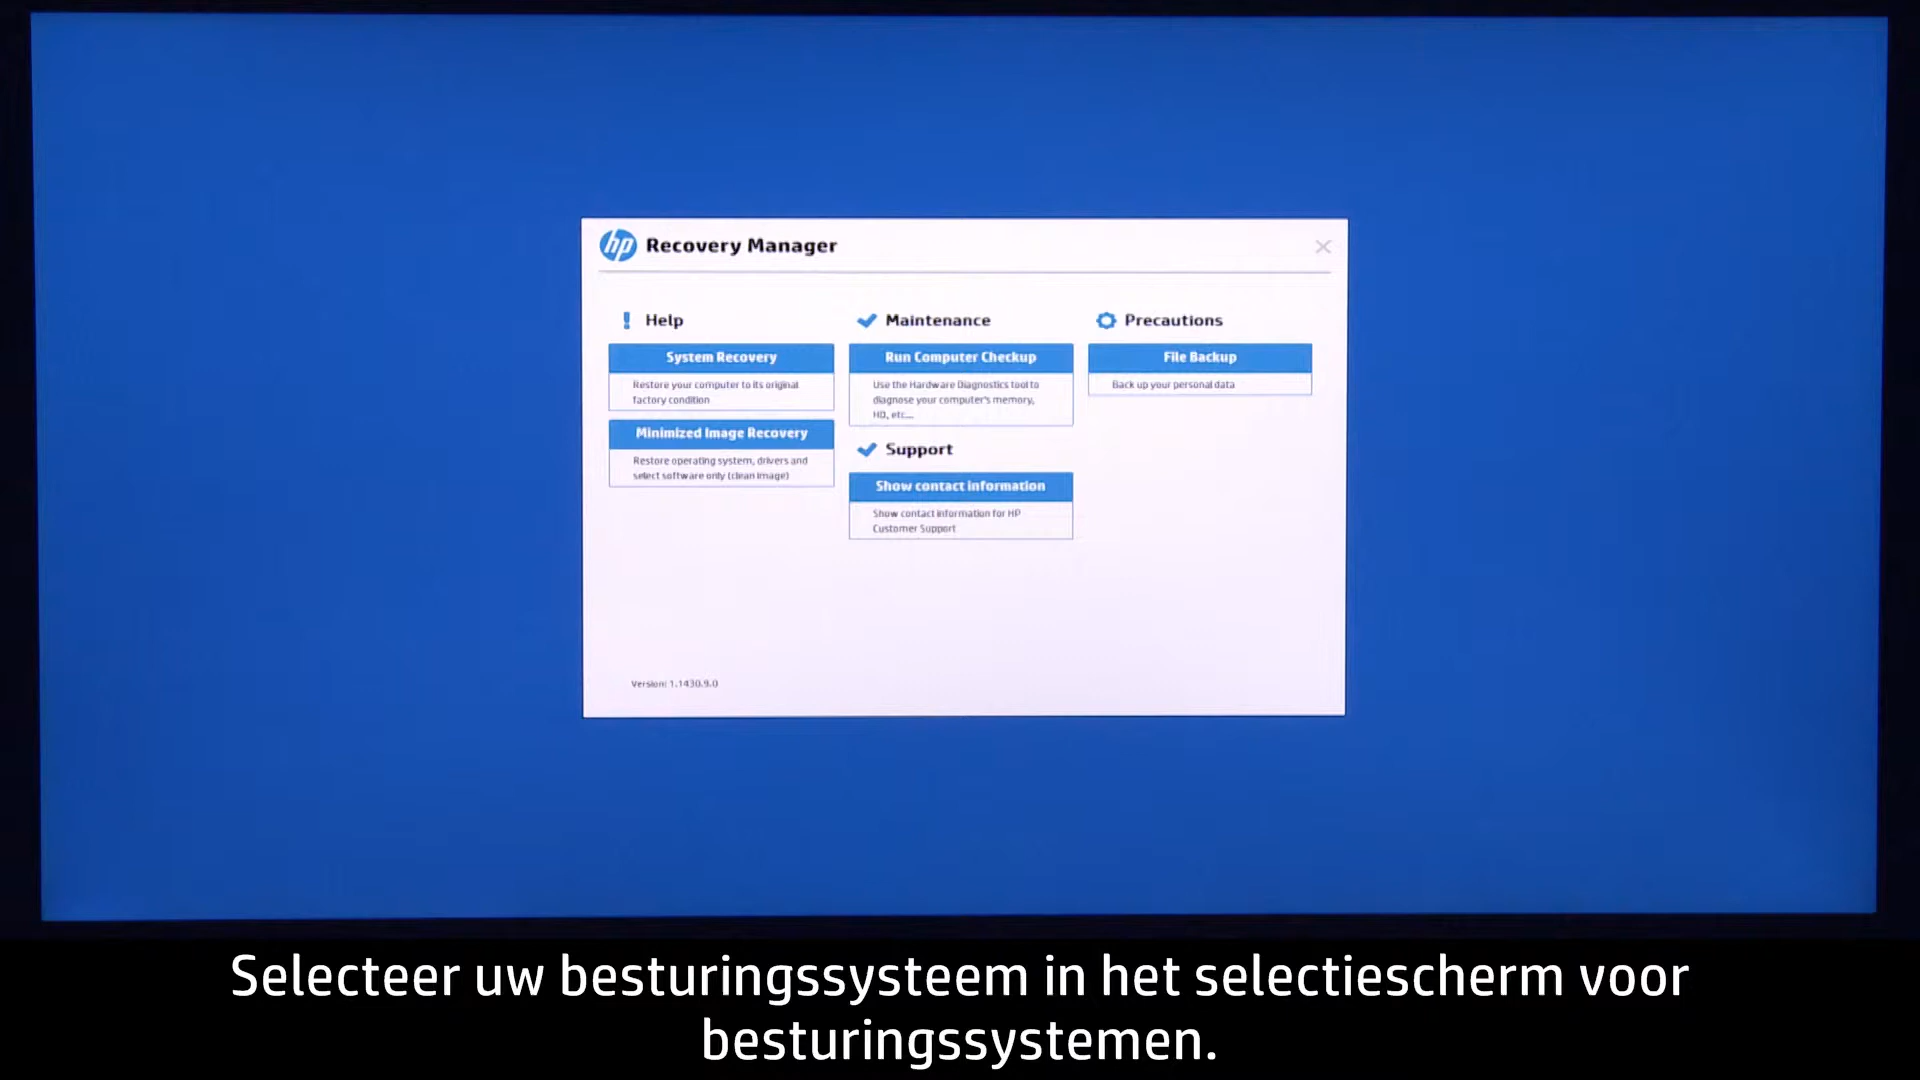 hp Recovery Manager
Help
System Recovery
Restore your computer to its original
factory condition
Minimized Image Recovery
Restore operating system, drivers and
select software only (clean image)
Maintenance
Run Computer Checkup
Use the Hardware Diagnostics tool to
diagnose your computer's memory,
HD, etc...
Support
Show contact information
Show contact information for HP
Customer Support
Precautions
File Backup
Back up your personal data
Version: 1.1430.9.0
Selecteer uw besturingssysteem in het selectiescherm voor
besturingssystemen.